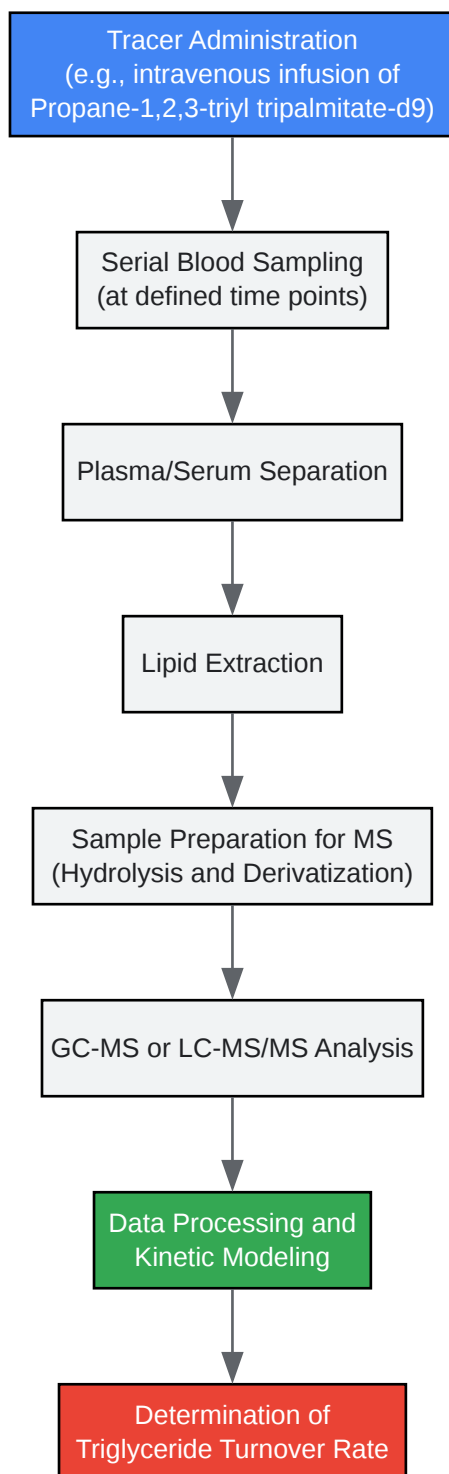 Tracer Administration
(e.g., intravenous infusion of
Propane-1,2,3-triyl tripalmitate-d9)
Serial Blood Sampling
(at defined time points)
Plasma/Serum Separation
Lipid Extraction
Sample Preparation for MS
(Hydrolysis and Derivatization)
GC-MS or LC-MS/MS Analysis
Data Processing and
Kinetic Modeling
Determination of
Triglyceride Turnover Rate